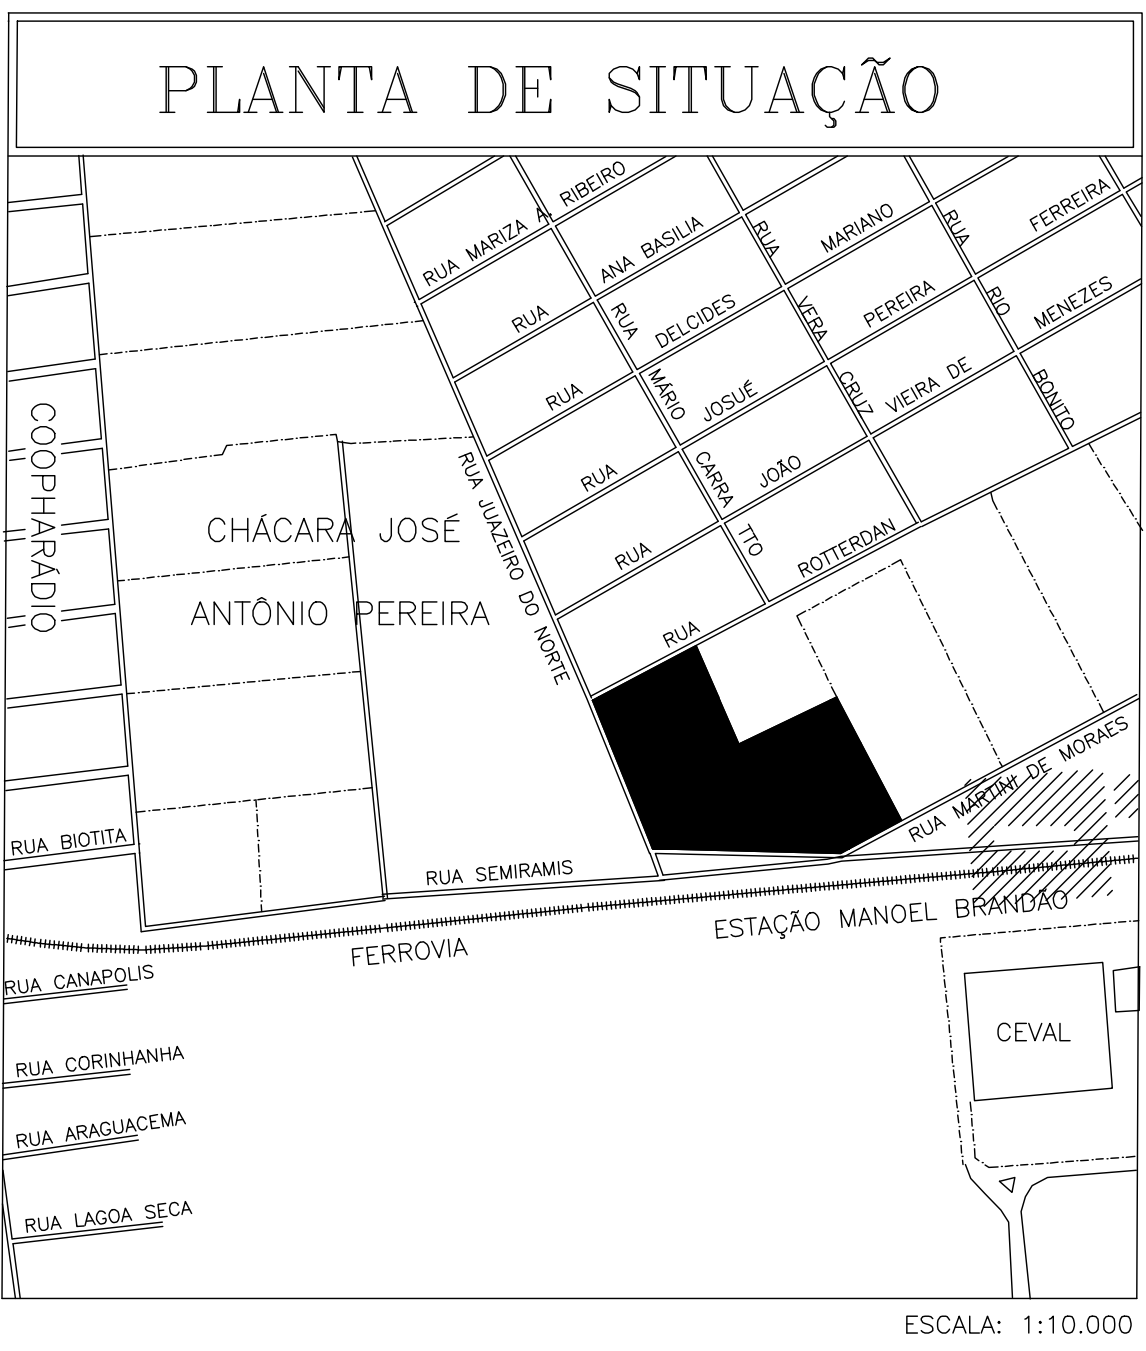 PLANTA DE SITUAÇÃO
RUA MARIZA A. RIBEIRO
RUA ANA BASILIA
RUA DELCIDES MARIANO
RUA JOSUÉ PEREIRA FERREIRA
RUA JOÃO VIEIRA DE MENEZES
RUA ROTTERDAN
RUA MÁRIO CARRA TTO
RUA VERA CRUZ
RUA RIO BONITO
RUA JUAZEIRO DO NORTE
COOPHARÁDIO
CHÁCARA JOSÉ
ANTÔNIO PEREIRA
RUA MARTINI DE MORAES
RUA BIOTITA
RUA SEMIRAMIS
ESTAÇÃO MANOEL BRANDÃO
FERROVIA
RUA CANAPOLIS
CEVAL
RUA CORINHANHA
RUA ARAGUACEMA
RUA LAGOA SECA
ESCALA: 1:10.000